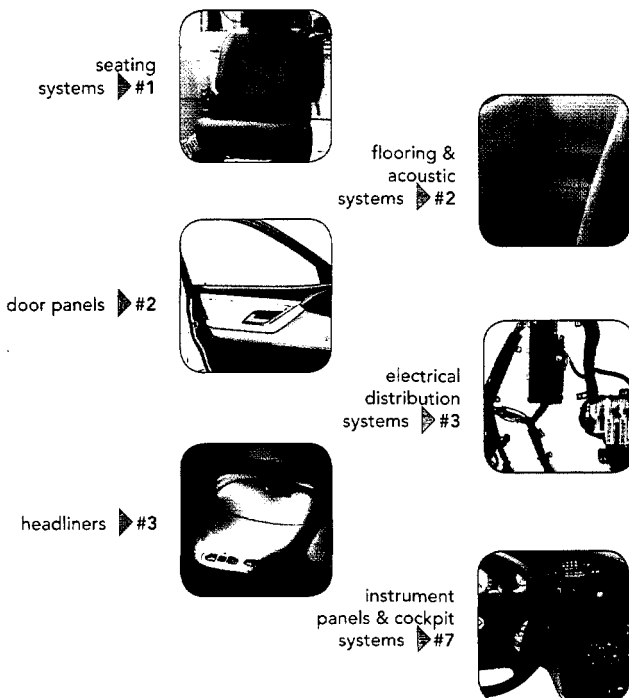 seating
systems #1
flooring &
acoustic
systems #2
door panels #2
electrical
distribution
systems #3
headliners #3
instrument
panels & cockpit
systems #7